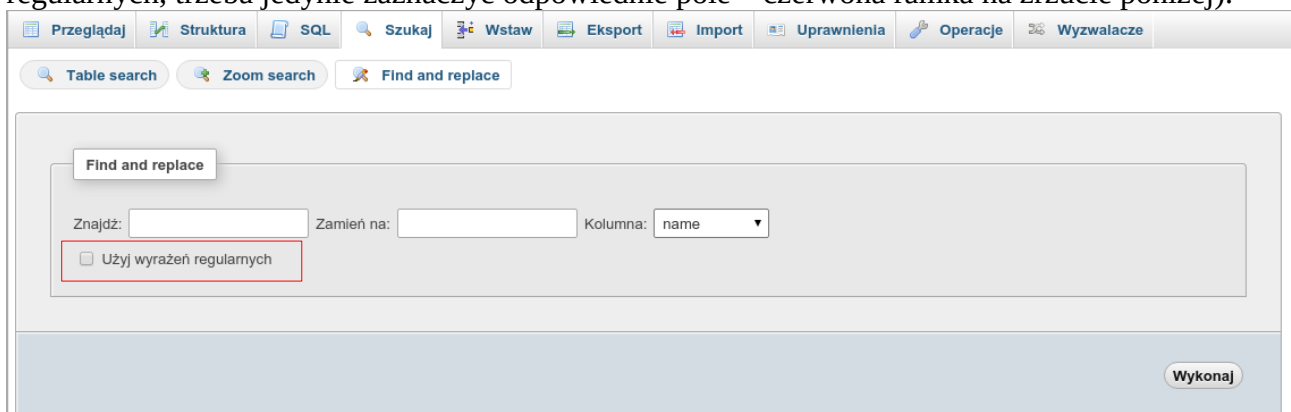 regularnych, trzeba jedynie zaznaczyć odpowiednie pole – czerwona ramka na zrzucie poniżej).
Przeglądaj Struktura SQL Szukaj Wstaw Eksport Import Uprawnienia Operacje Wyzwalacze
Table search Zoom search Find and replace
Find and replace
Znajdź: Zamień na: Kolumna: name
Użyj wyrażeń regularnych
Wykonaj